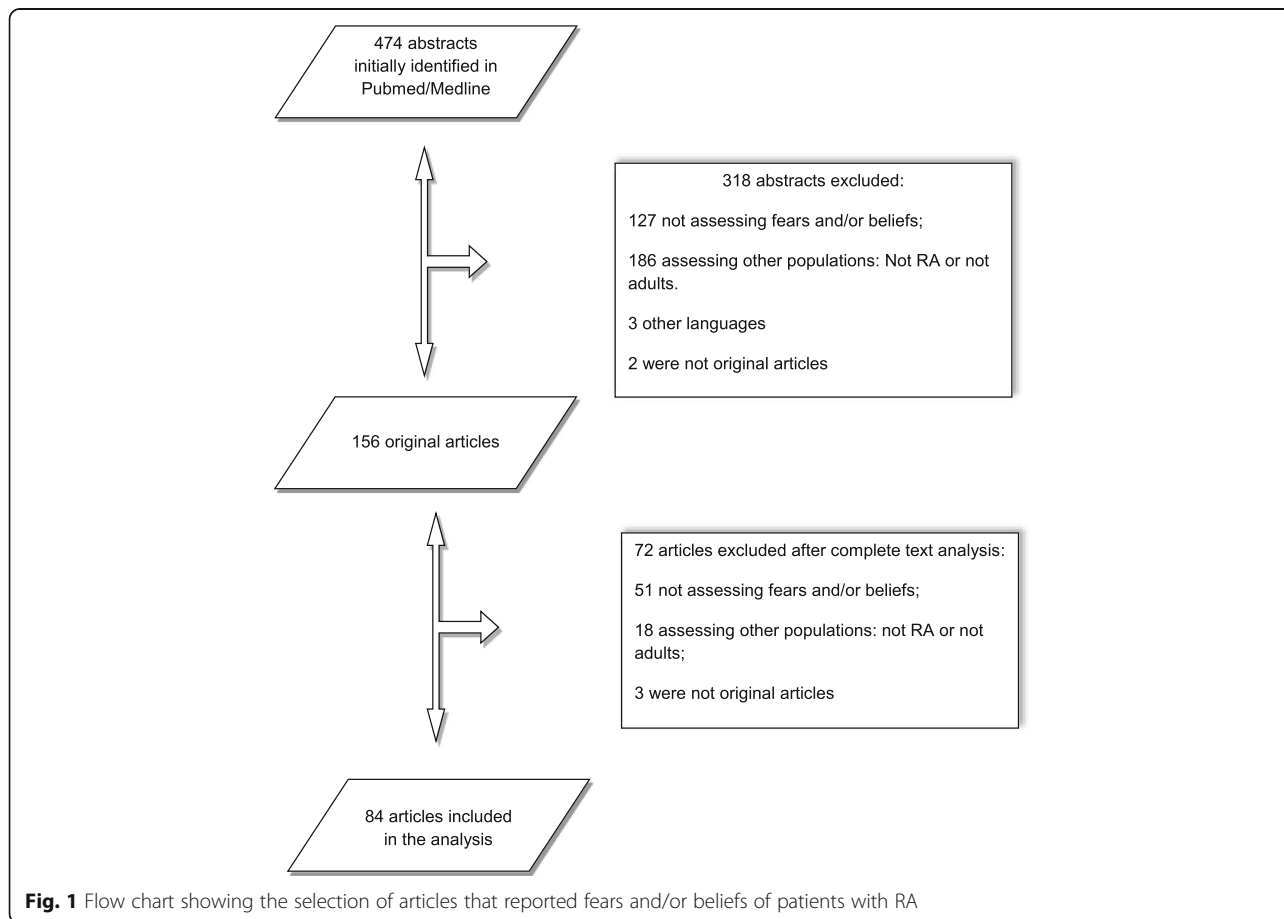 474 abstracts
initially identified in
Pubmed/Medline
318 abstracts excluded:
127 not assessing fears and/or beliefs;
186 assessing other populations: Not RA or not
adults.
3 other languages
2 were not original articles
156 original articles
72 articles excluded after complete text analysis:
51 not assessing fears and/or beliefs;
18 assessing other populations: not RA or not
adults;
3 were not original articles
84 articles included
in the analysis
Fig. 1 Flow chart showing the selection of articles that reported fears and/or beliefs of patients with RA